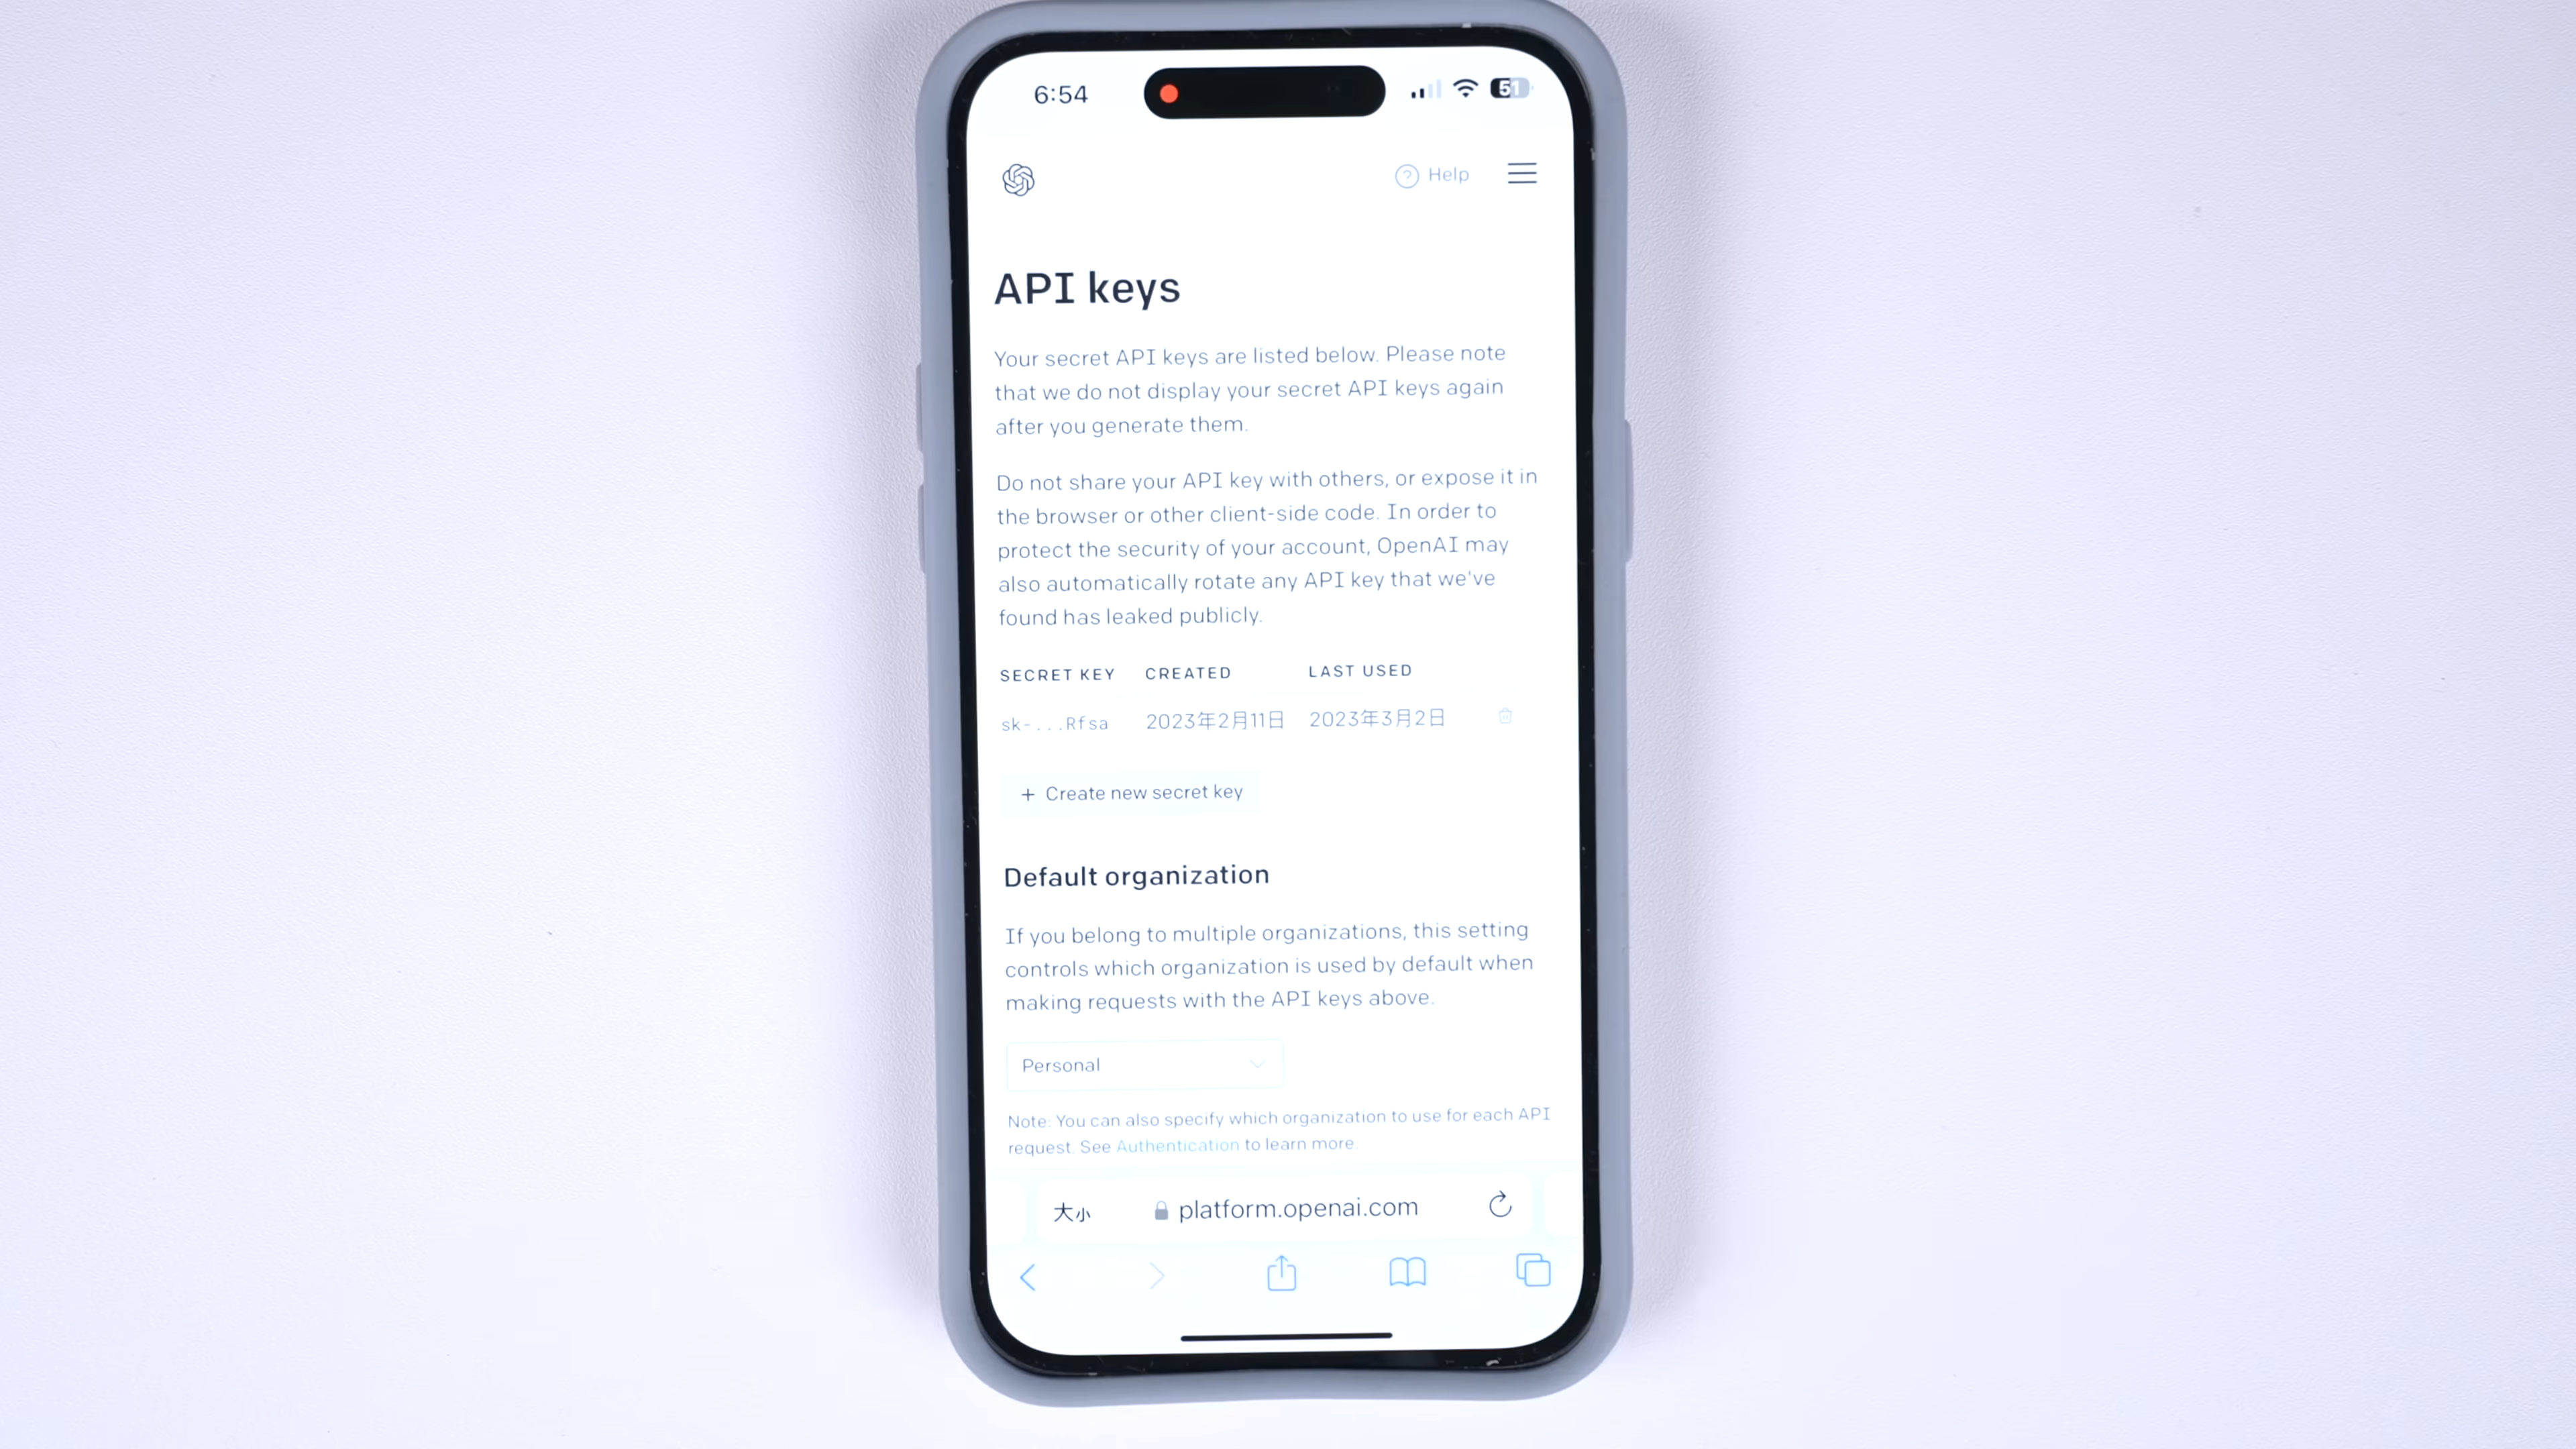 6:54
51
Help
API keys
Your secret API keys are listed below. Please note
that we do not display your secret API keys again
after you generate them.
Do not share your API key with others, or expose it in
the browser or other client-side code. In order to
protect the security of your account, OpenAI may
also automatically rotate any API key that we've
found has leaked publicly.
SECRET KEY CREATED LAST USED
sk-...Rfsa 2023年2月11日 2023年3月2日
+ Create new secret key
Default organization
If you belong to multiple organizations, this setting
controls which organization is used by default when
making requests with the API keys above.
Personal
Note: You can also specify which organization to use for each API
request. See Authentication to learn more.
大小 platform.openai.com